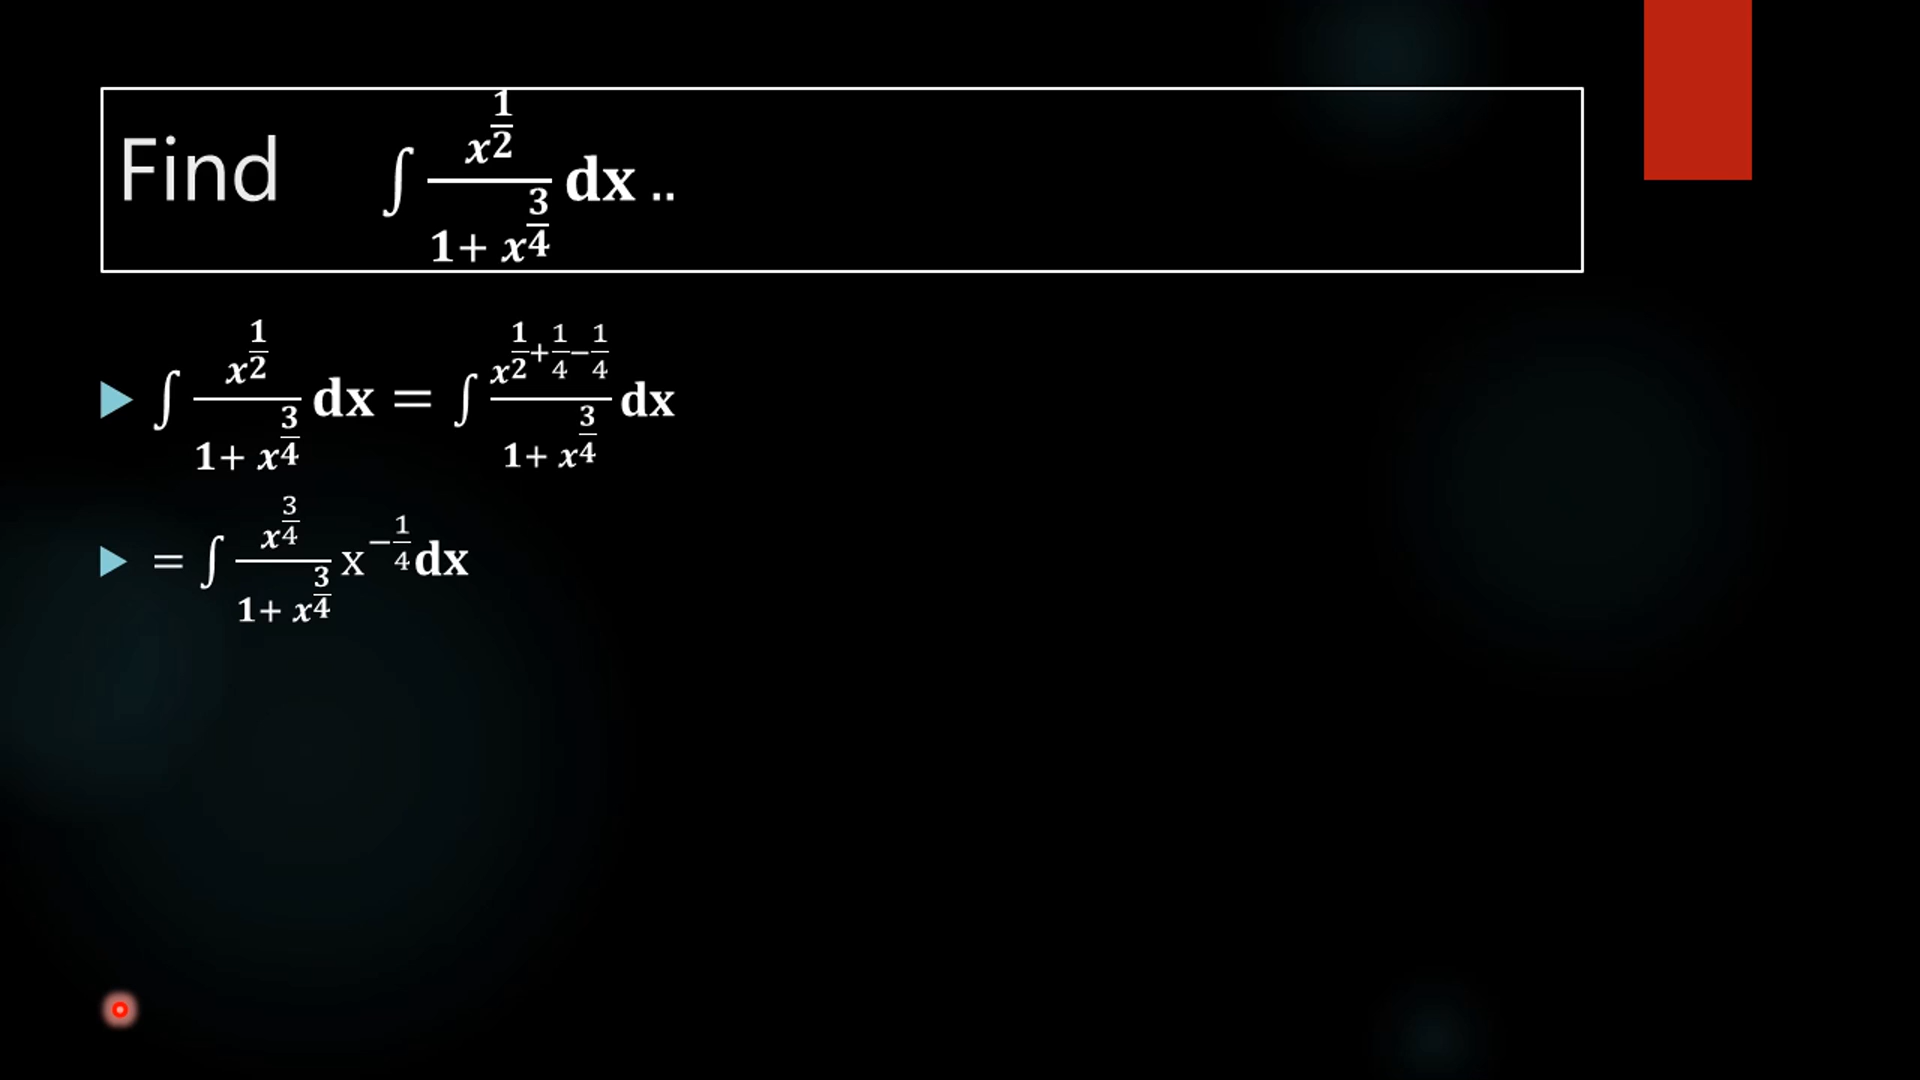 Find ∫ x^(1/2) / (1+ x^(3/4)) dx ..
∫ x^(1/2) / (1+ x^(3/4)) dx = ∫ x^(1/2+1/4−1/4) / (1+ x^(3/4)) dx
= ∫ x^(3/4) / (1+ x^(3/4)) x^(−1/4) dx